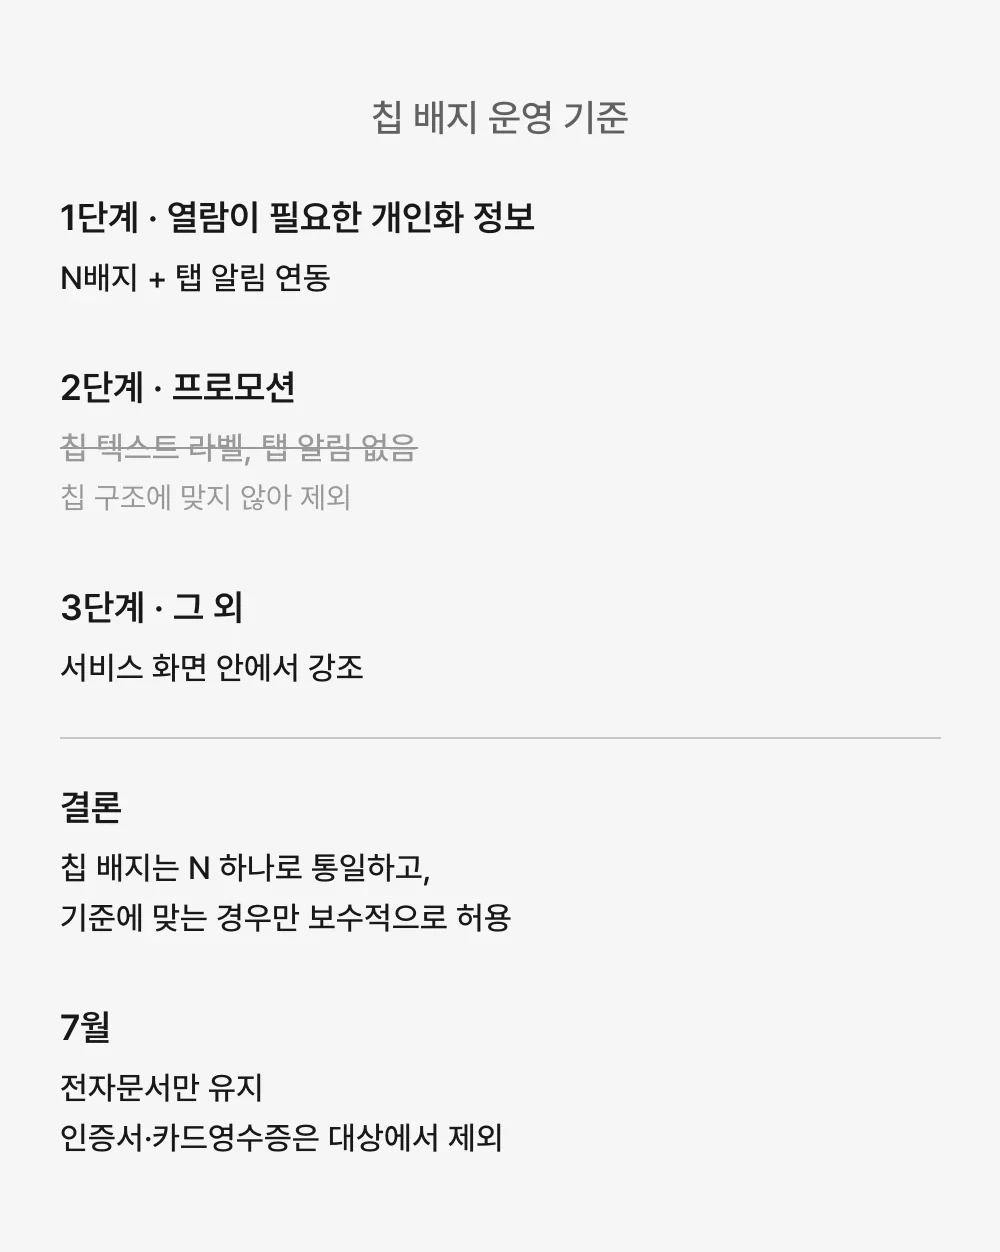 칩 배지 운영 기준
1단계 · 열람이 필요한 개인화 정보
N배지 + 탭 알림 연동
2단계 · 프로모션
칩 텍스트 라벨, 탭 알림 없음
칩 구조에 맞지 않아 제외
3단계 · 그 외
서비스 화면 안에서 강조
결론
칩 배지는 N 하나로 통일하고,
기준에 맞는 경우만 보수적으로 허용
7월
전자문서만 유지
인증서·카드영수증은 대상에서 제외